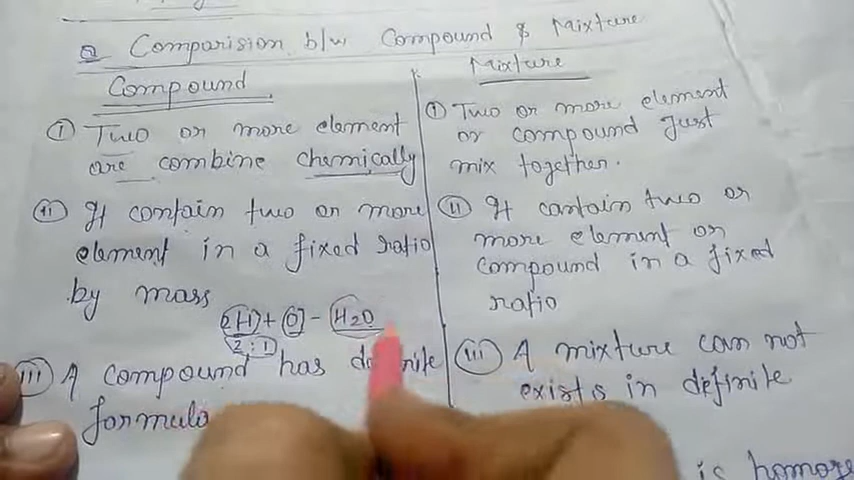 Q Comparision b/w Compound & Mixture
Compound
I Two or more element
are combine chemically
II It contain two or more
element in a fixed ratio
by mass
2H + O - H2O
2:1
III A compound has
formula
Mixture
I Two or more element
or compound Just
mix together.
II It contain two or
more element or
compound in a fixed
ratio
III A mixture can not
exists in definite
is